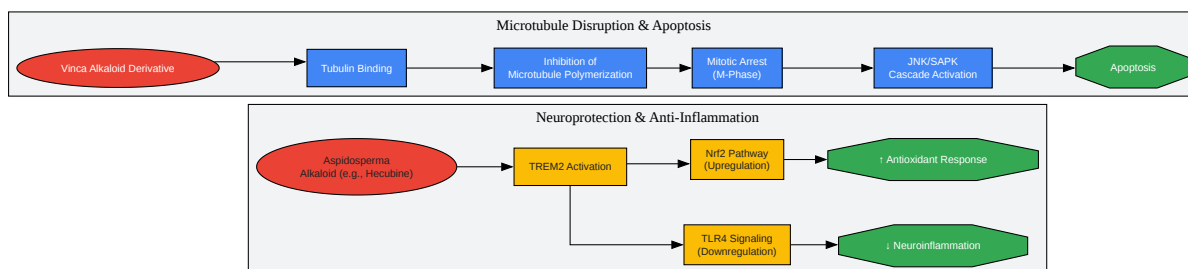 Microtubule Disruption & Apoptosis
Vinca Alkaloid Derivative
Tubulin Binding
Inhibition of
Microtubule Polymerization
Mitotic Arrest
(M-Phase)
JNK/SAPK
Cascade Activation
Apoptosis
Neuroprotection & Anti-Inflammation
Aspidosperma
Alkaloid (e.g., Hecubine)
TREM2 Activation
Nrf2 Pathway
(Upregulation)
↑ Antioxidant Response
TLR4 Signaling
(Downregulation)
↓ Neuroinflammation